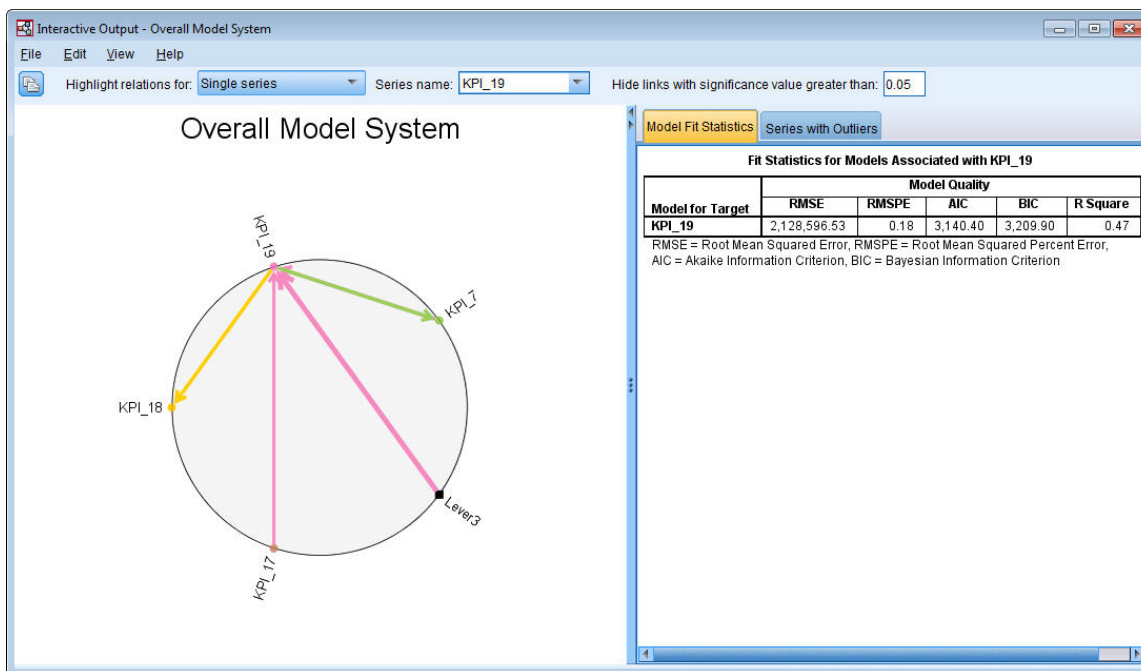 Interactive Output - Overall Model System
File Edit View Help
Highlight relations for: Single series Series name: KPI_19 Hide links with significance value greater than: 0.05
Overall Model System
KPI_19
KPI_7
KPI_18
Lever3
KPI_17
Model Fit Statistics Series with Outliers
Fit Statistics for Models Associated with KPI_19
Model Quality
Model for Target RMSE RMSPE AIC BIC R Square
KPI_19 2,128,596.53 0.18 3,140.40 3,209.90 0.47
RMSE = Root Mean Squared Error, RMSPE = Root Mean Squared Percent Error,
AIC = Akaike Information Criterion, BIC = Bayesian Information Criterion